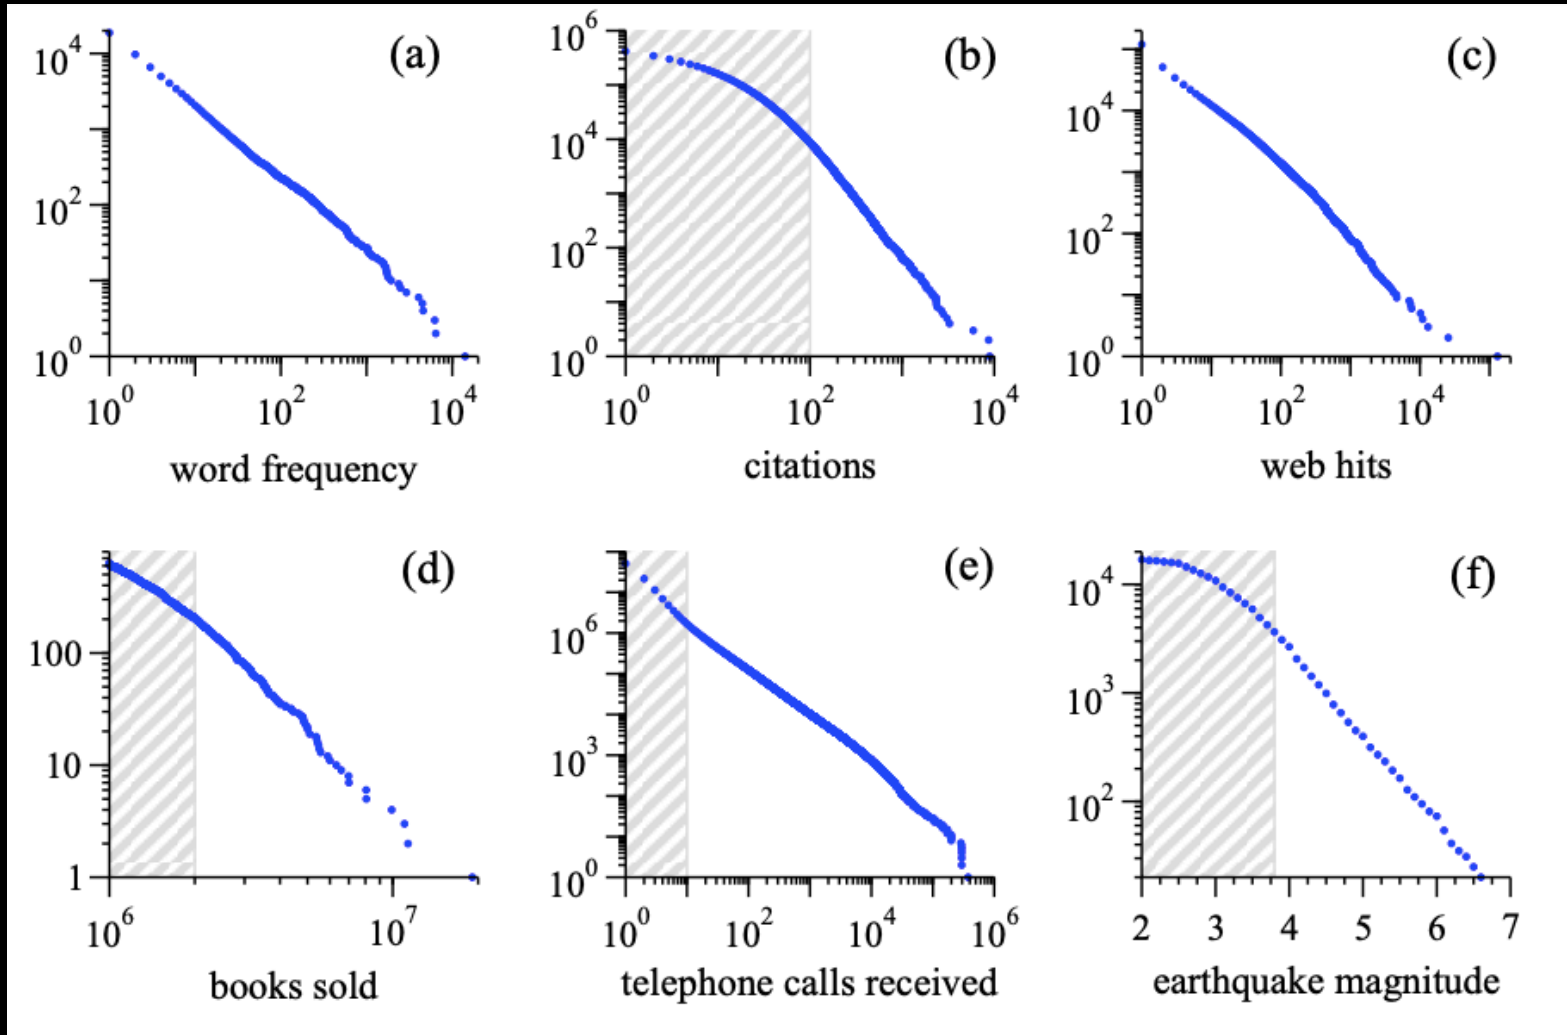 (a)
10^4
10^2
10^0
10^0 10^2 10^4
word frequency
(b)
10^6
10^4
10^2
10^0
10^0 10^2 10^4
citations
(c)
10^4
10^2
10^0
10^0 10^2 10^4
web hits
(d)
100
10
1
10^6 10^7
books sold
(e)
10^6
10^3
10^0
10^0 10^2 10^4 10^6
telephone calls received
(f)
10^4
10^3
10^2
2 3 4 5 6 7
earthquake magnitude